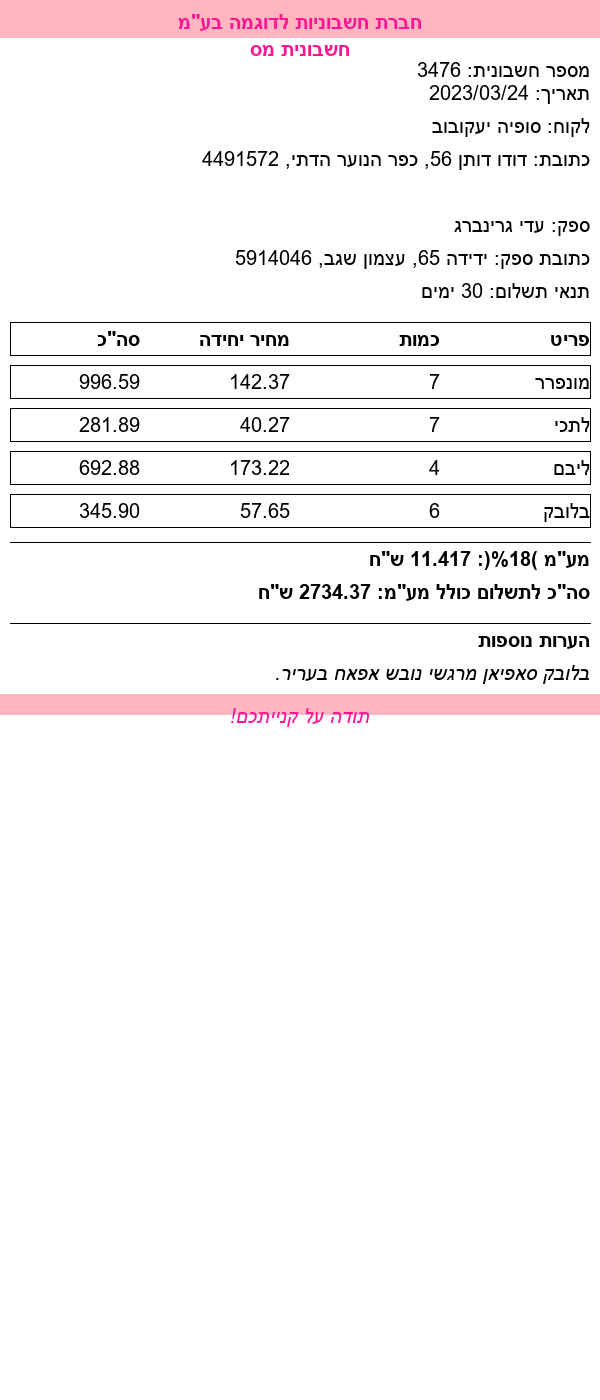 חברת חשבוניות לדוגמה בע"מ
חשבונית מס
מספר חשבונית: 3476
תאריך: 2023/03/24
לקוח: סופיה יעקובוב
כתובת: דודו דותן 56, כפר הנוער הדתי, 4491572
ספק: עדי גרינברג
כתובת ספק: ידידה 65, עצמון שגב, 5914046
תנאי תשלום: 30 ימים
פריט כמות מחיר יחידה סה"כ
מונפרר 7 142.37 996.59
לתכי 7 40.27 281.89
ליבם 4 173.22 692.88
בלובק 6 57.65 345.90
מע"מ )18%(: 11.417 ש"ח
סה"כ לתשלום כולל מע"מ: 2734.37 ש"ח
הערות נוספות
בלובק סאפיאן מרגשי נובש אפאח בעריר.
תודה על קנייתכם!